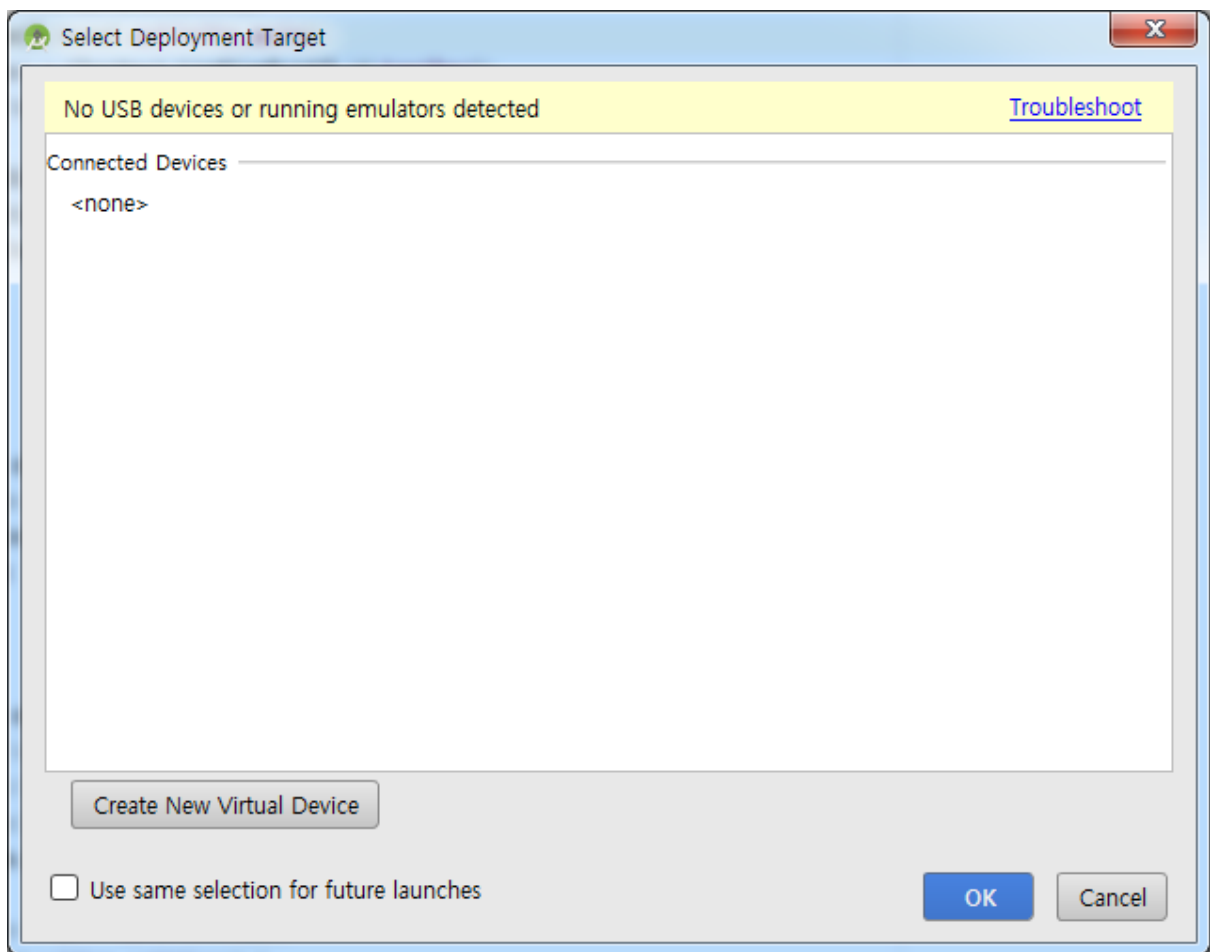 Select Deployment Target
No USB devices or running emulators detected Troubleshoot
Connected Devices
<none>
Create New Virtual Device
Use same selection for future launches
OK Cancel